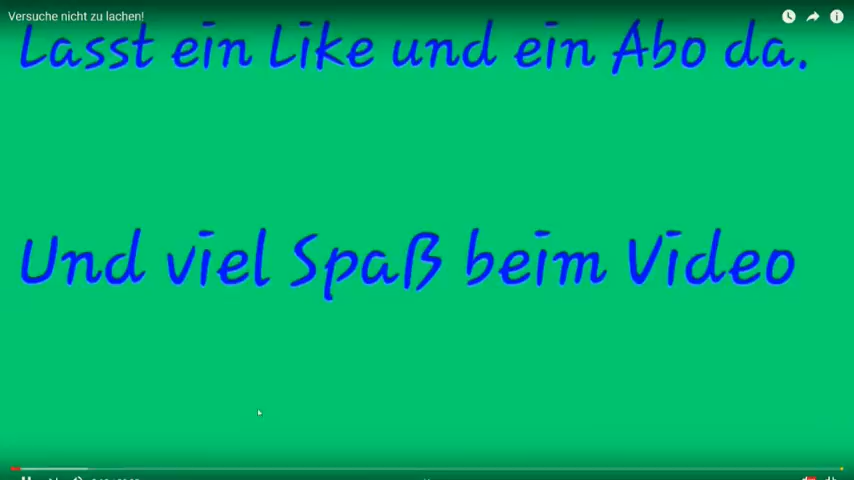 Versuche nicht zu lachen!
Lasst ein Like und ein Abo da.
Und viel Spaß beim Video